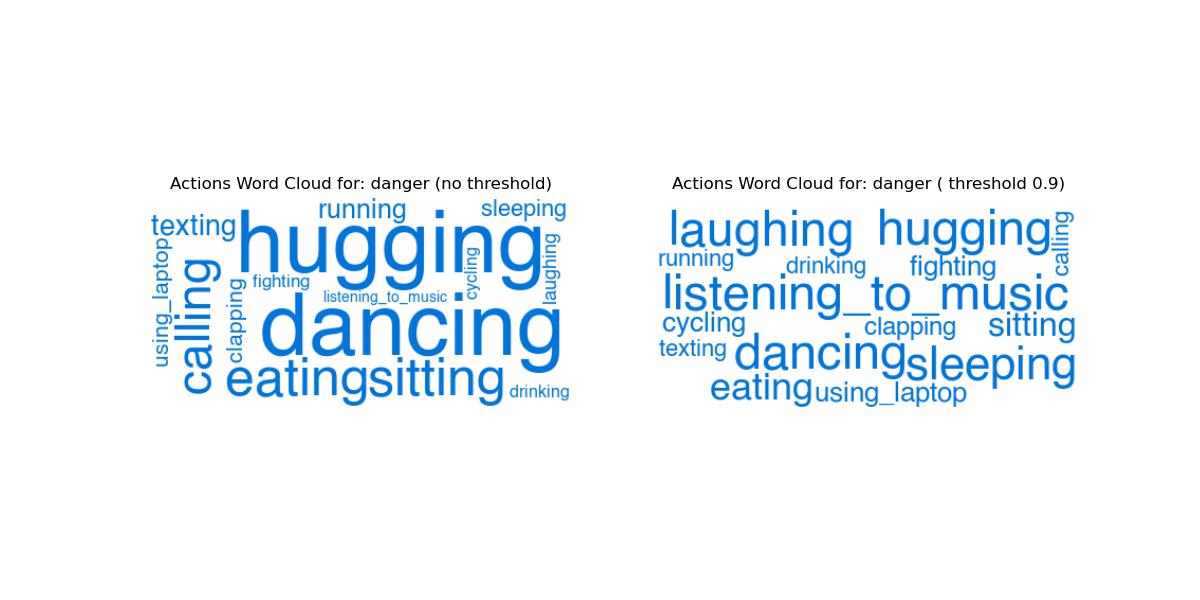 Actions Word Cloud for: danger (no threshold)
running
sleeping
texting
hugging
using_laptop
calling
clapping
fighting
cycling
laughing
listening_to_music
dancing
eating
sitting
drinking
Actions Word Cloud for: danger ( threshold 0.9)
laughing
hugging
calling
running
drinking
fighting
listening_to_music
cycling
clapping
sitting
texting
dancing
sleeping
eating
using_laptop